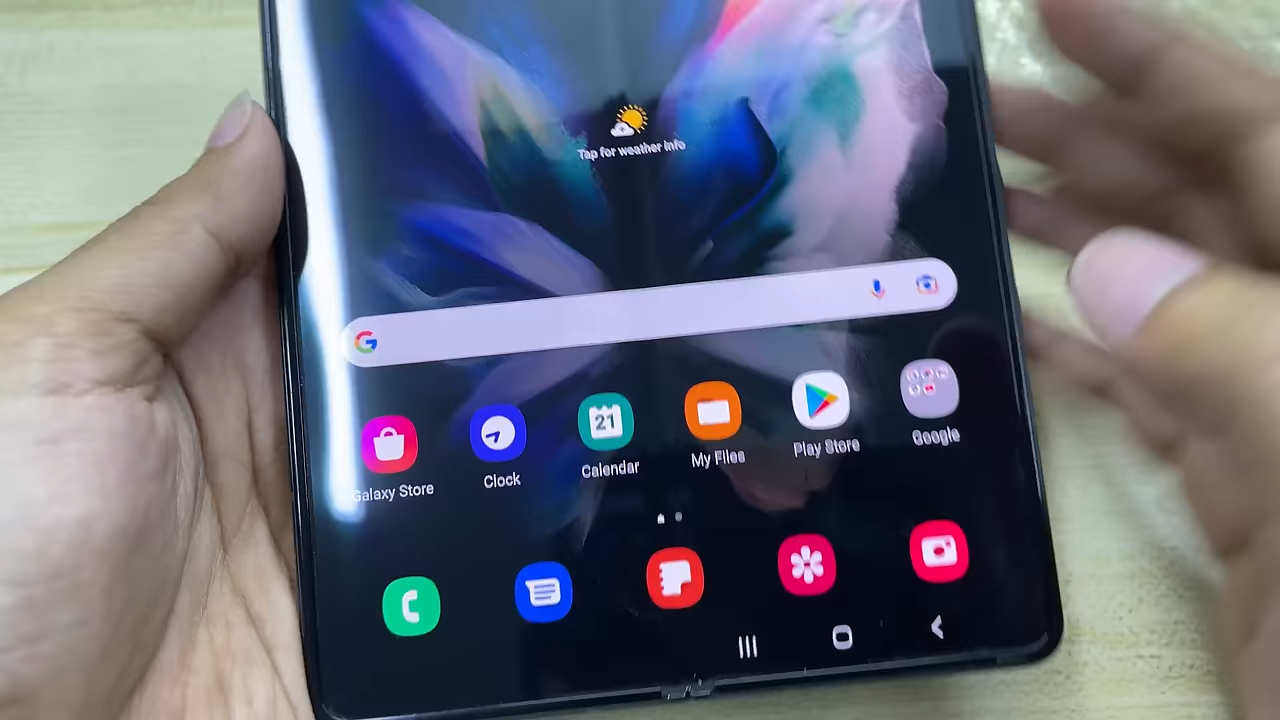 Tap for weather info
G
21
Galaxy Store
Clock
Calendar
My Files
Play Store
Google